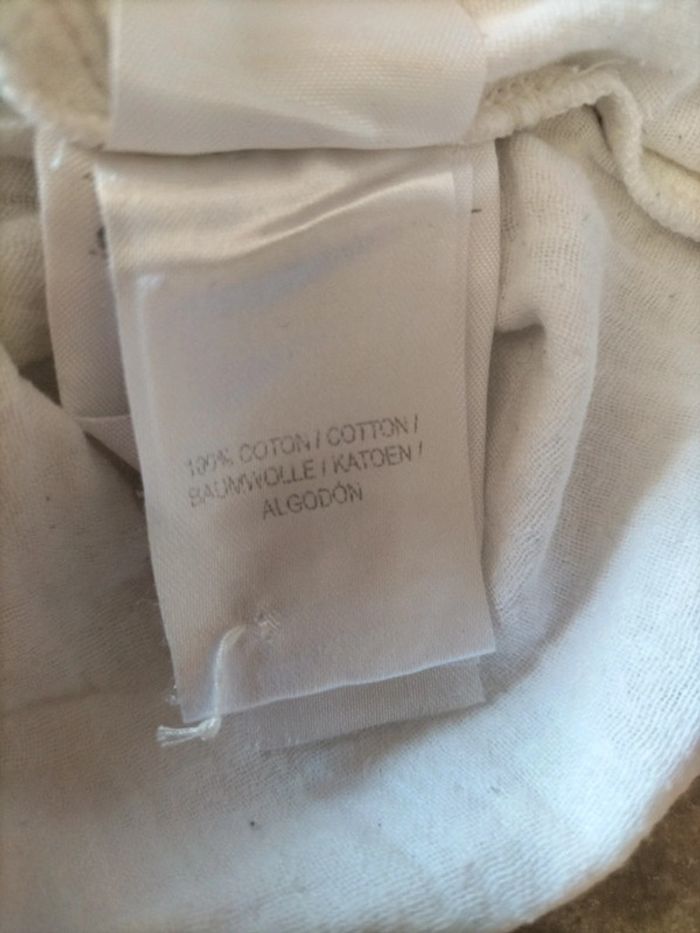 100% COTON / COTTON /
BAUMWOLLE / KATOEN /
ALGODÓN